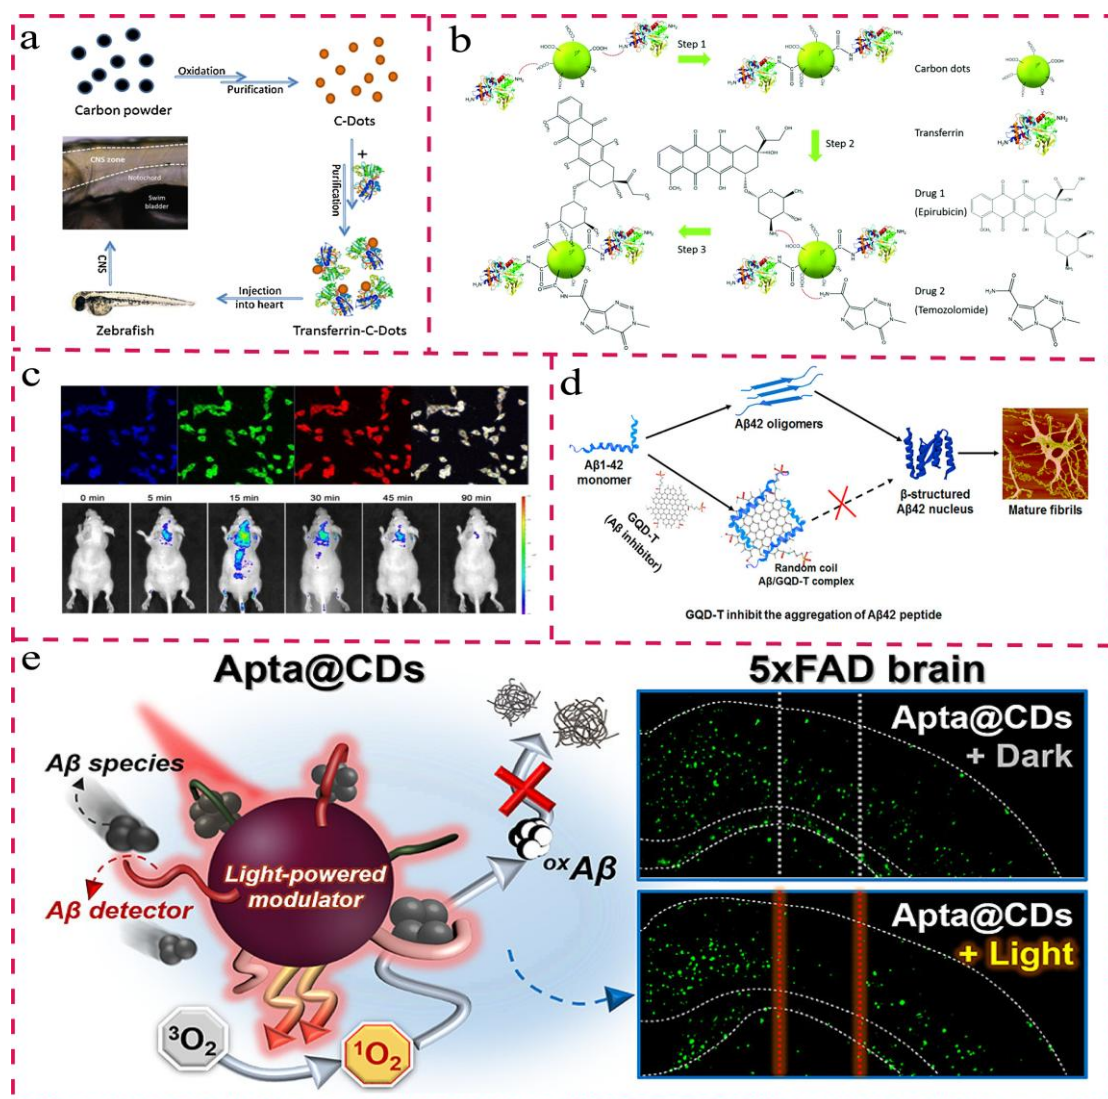 a
Carbon powder
Oxidation
Purification
C-Dots
+
Purification
CNS zone
Notochord
Swim
bladder
CNS
Zebrafish
Injection
into heart
Transferrin-C-Dots
b
Step 1
Step 2
Step 3
Carbon dots
Transferrin
Drug 1
(Epirubicin)
Drug 2
(Temozolomide)
c
0 min
5 min
15 min
30 min
45 min
90 min
d
Aβ1-42
monomer
Aβ42 oligomers
GQD-T
(Aβ inhibitor)
Random coil
Aβ/GQD-T complex
β-structured
Aβ42 nucleus
Mature fibrils
GQD-T inhibit the aggregation of Aβ42 peptide
e
Apta@CDs
Aβ species
Aβ detector
Light-powered
modulator
oxAβ
³O₂
¹O₂
5xFAD brain
Apta@CDs
+ Dark
Apta@CDs
+ Light